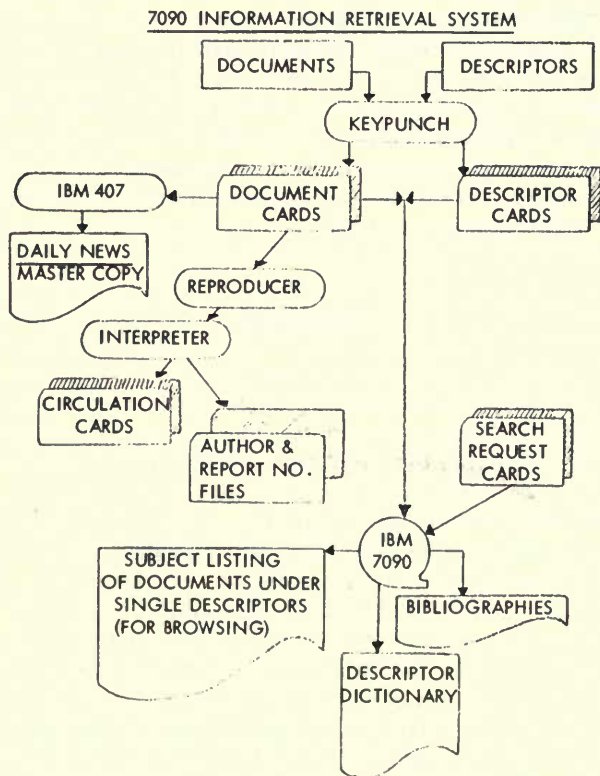 7090 INFORMATION RETRIEVAL SYSTEM
DOCUMENTS
DESCRIPTORS
KEYPUNCH
IBM 407
DOCUMENT
CARDS
DESCRIPTOR
CARDS
DAILY NEWS
MASTER COPY
REPRODUCER
INTERPRETER
CIRCULATION
CARDS
AUTHOR &
REPORT NO.
FILES
SEARCH
REQUEST
CARDS
IBM
7090
SUBJECT LISTING
OF DOCUMENTS UNDER
SINGLE DESCRIPTORS
(FOR BROWSING)
BIBLIOGRAPHIES
DESCRIPTOR
DICTIONARY